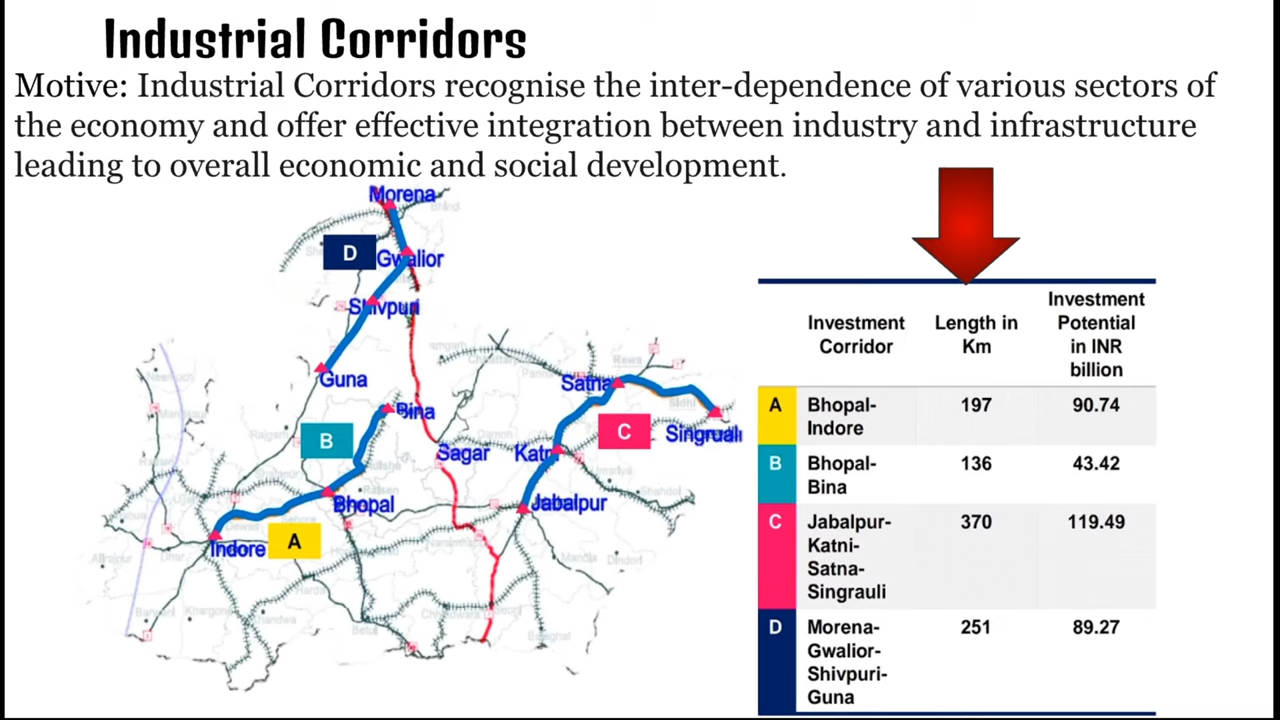 Industrial Corridors
Motive: Industrial Corridors recognise the inter-dependence of various sectors of
the economy and offer effective integration between industry and infrastructure
leading to overall economic and social development.
Morena
D
Gwalior
Shivpuri
Guna
Bina
B
Satna
C
Singrauli
Sagar
Katni
Bhopal
Jabalpur
Indore
A
Investment
Corridor
Length in
Km
Investment
Potential
in INR
billion
A Bhopal- 197 90.74
Indore
B Bhopal- 136 43.42
Bina
C Jabalpur- 370 119.49
Katni-
Satna-
Singrauli
D Morena- 251 89.27
Gwalior-
Shivpuri-
Guna